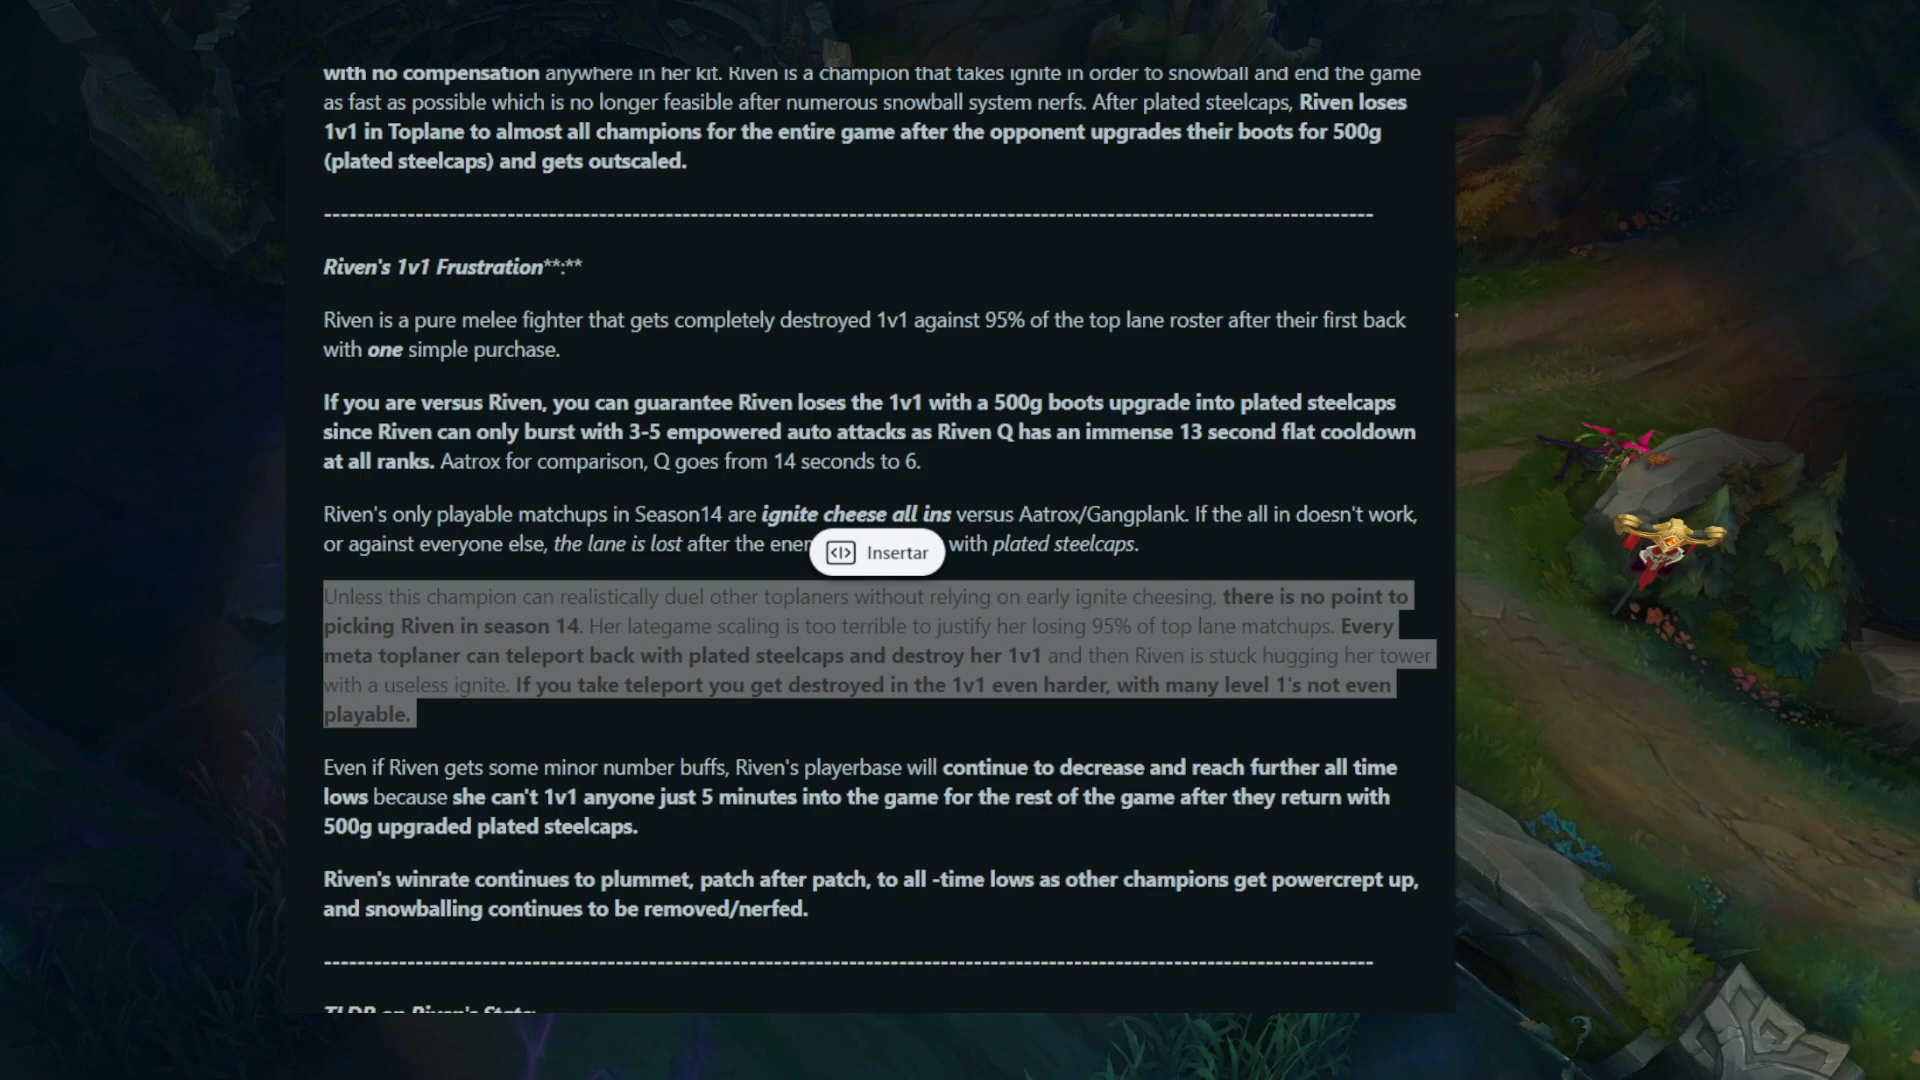 with no compensation anywhere in her kit. Riven is a champion that takes ignite in order to snowball and end the game
as fast as possible which is no longer feasible after numerous snowball system nerfs. After plated steelcaps, Riven loses
1v1 in Toplane to almost all champions for the entire game after the opponent upgrades their boots for 500g
(plated steelcaps) and gets outscaled.
------------------------------------------------------------------------------------------------------------------------------
Riven's 1v1 Frustration**:**
Riven is a pure melee fighter that gets completely destroyed 1v1 against 95% of the top lane roster after their first back
with one simple purchase.
If you are versus Riven, you can guarantee Riven loses the 1v1 with a 500g boots upgrade into plated steelcaps
since Riven can only burst with 3-5 empowered auto attacks as Riven Q has an immense 13 second flat cooldown
at all ranks. Aatrox for comparison, Q goes from 14 seconds to 6.
Riven's only playable matchups in Season14 are ignite cheese all ins versus Aatrox/Gangplank. If the all in doesn't work,
or against everyone else, the lane is lost after the with plated steelcaps.
Insertar
Unless this champion can realistically duel other toplaners without relying on early ignite cheesing, there is no point to
picking Riven in season 14. Her lategame scaling is too terrible to justify her losing 95% of top lane matchups. Every
meta toplaner can teleport back with plated steelcaps and destroy her 1v1 and then Riven is stuck hugging her tower
with a useless ignite. If you take teleport you get destroyed in the 1v1 even harder, with many level 1's not even
playable.
Even if Riven gets some minor number buffs, Riven's playerbase will continue to decrease and reach further all time
lows because she can't 1v1 anyone just 5 minutes into the game for the rest of the game after they return with
500g upgraded plated steelcaps.
Riven's winrate continues to plummet, patch after patch, to all -time lows as other champions get powercrept up,
and snowballing continues to be removed/nerfed.
------------------------------------------------------------------------------------------------------------------------------
TLDR on Riven's State